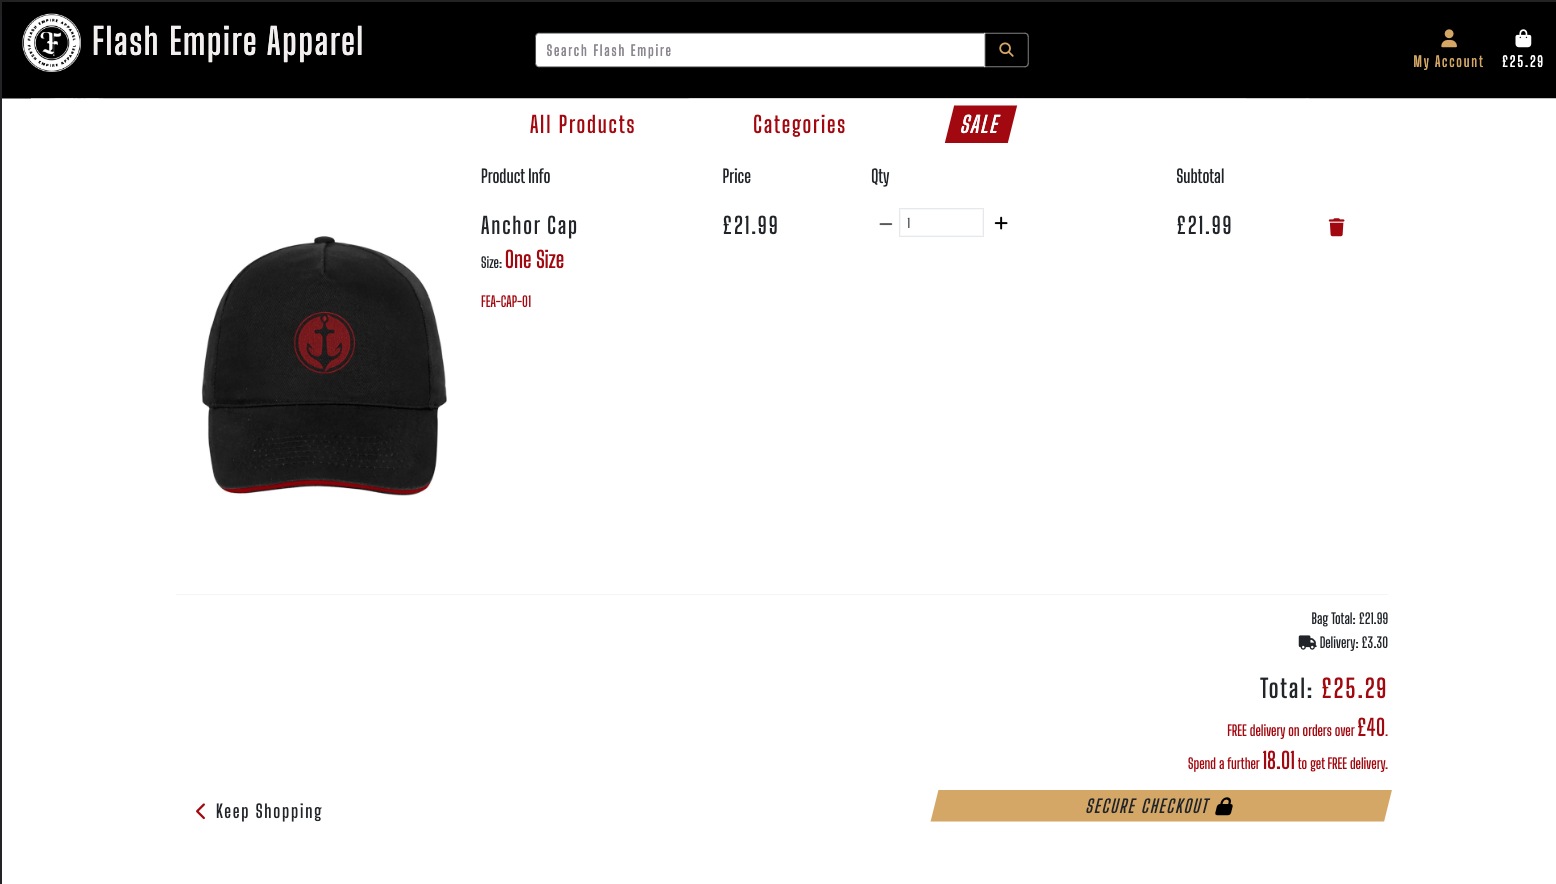 Flash Empire Apparel
Search Flash Empire
My Account
£25.29
All Products
Categories
SALE
Product Info
Price
Qty
Subtotal
Anchor Cap
£21.99
1
£21.99
Size: One Size
FEA-CAP-01
Bag Total: £21.99
Delivery: £3.30
Total: £25.29
FREE delivery on orders over £40.
Spend a further 18.01 to get FREE delivery.
Keep Shopping
SECURE CHECKOUT